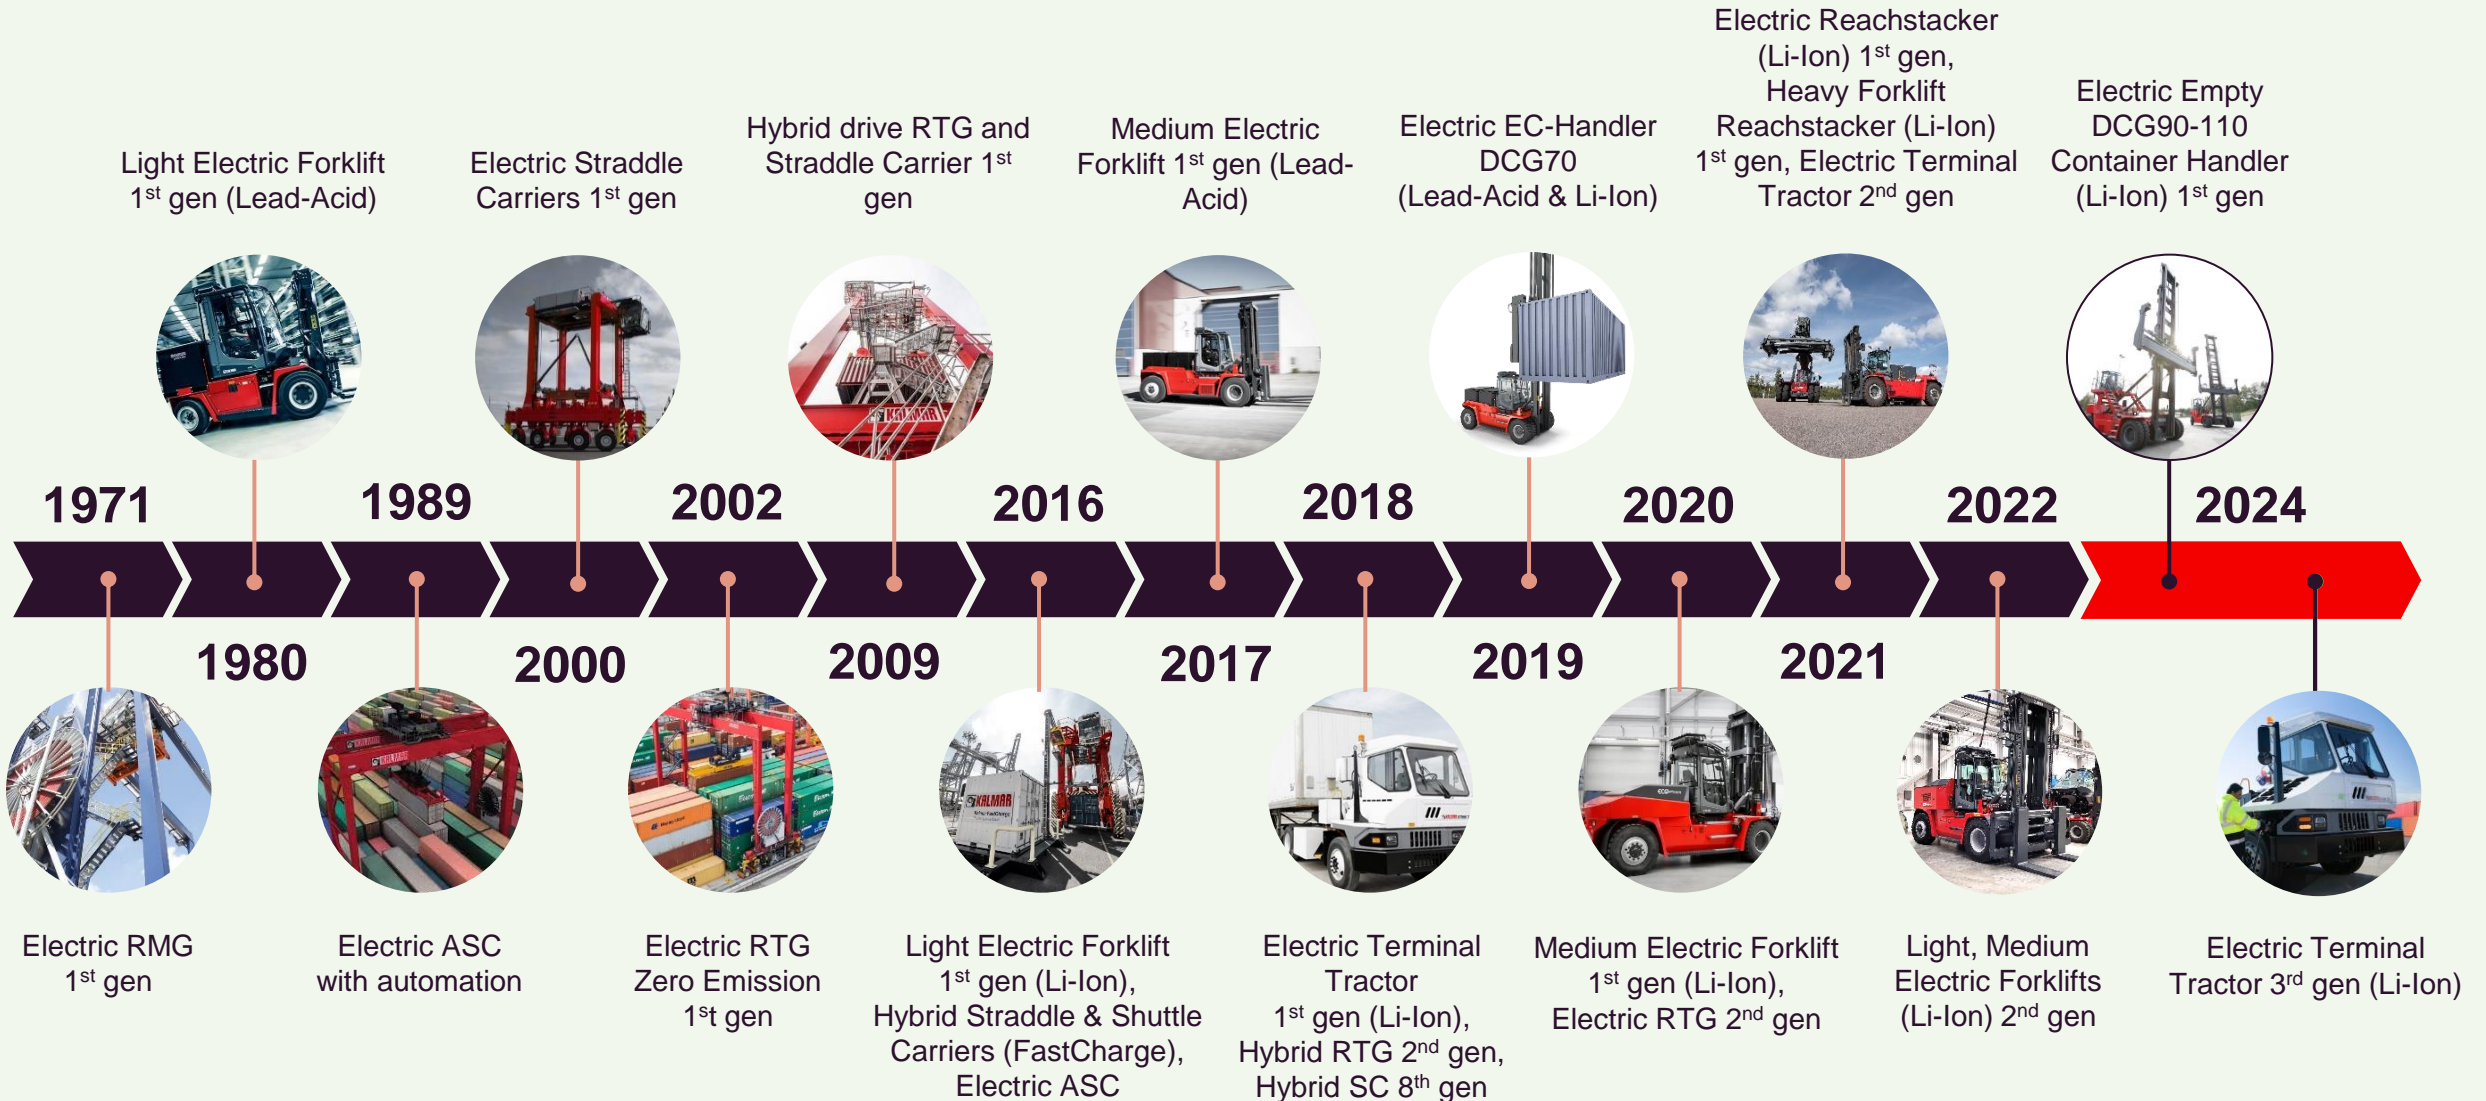 Electric Reachstacker
(Li-Ion) 1st gen,
Heavy Forklift
Reachstacker (Li-Ion)
1st gen, Electric Terminal
Tractor 2nd gen
Light Electric Forklift
1st gen (Lead-Acid)
Electric Straddle
Carriers 1st gen
Hybrid drive RTG and
Straddle Carrier 1st
gen
Medium Electric
Forklift 1st gen (Lead-
Acid)
Electric EC-Handler
DCG70
(Lead-Acid & Li-Ion)
Electric Empty
DCG90-110
Container Handler
(Li-Ion) 1st gen
KALMAR
1971
1989
2002
2016
2018
2020
2022
2024
1980
2000
2009
2017
2019
2021
KALMAR
KALMAR
KALMAR
Electric RMG
1st gen
Electric ASC
with automation
Electric RTG
Zero Emission
1st gen
Light Electric Forklift
1st gen (Li-Ion),
Hybrid Straddle & Shuttle
Carriers (FastCharge),
Electric ASC
Electric Terminal
Tractor
1st gen (Li-Ion),
Hybrid RTG 2nd gen,
Hybrid SC 8th gen
Medium Electric Forklift
1st gen (Li-Ion),
Electric RTG 2nd gen
Light, Medium
Electric Forklifts
(Li-Ion) 2nd gen
Electric Terminal
Tractor 3rd gen (Li-Ion)